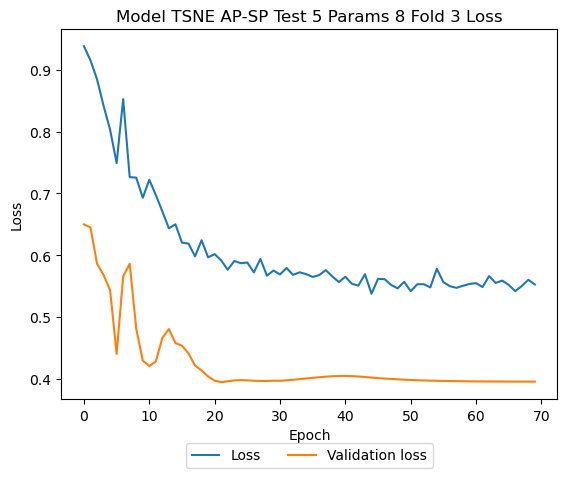 Model TSNE AP-SP Test 5 Params 8 Fold 3 Loss
0.9
0.8
0.7
0.6
0.5
0.4
Loss
0 10 20 30 40 50 60 70
Epoch
Loss Validation loss